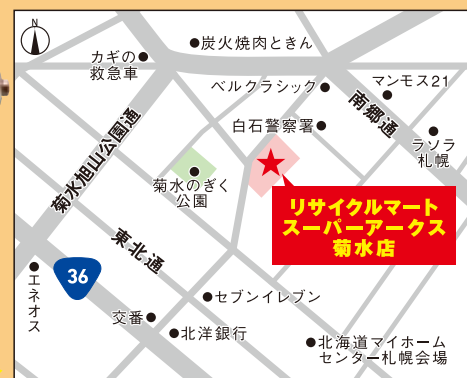 N
炭火焼肉ときん
カギの
救急車
ベルクラシック
マンモス21
南郷通
白石警察署
ラソラ
札幌
菊水旭山公園通
菊水のぎく
公園
リサイクルマート
スーパーアークス
菊水店
東北通
36
エネオス
セブンイレブン
交番
北洋銀行
北海道マイホーム
センター札幌会場